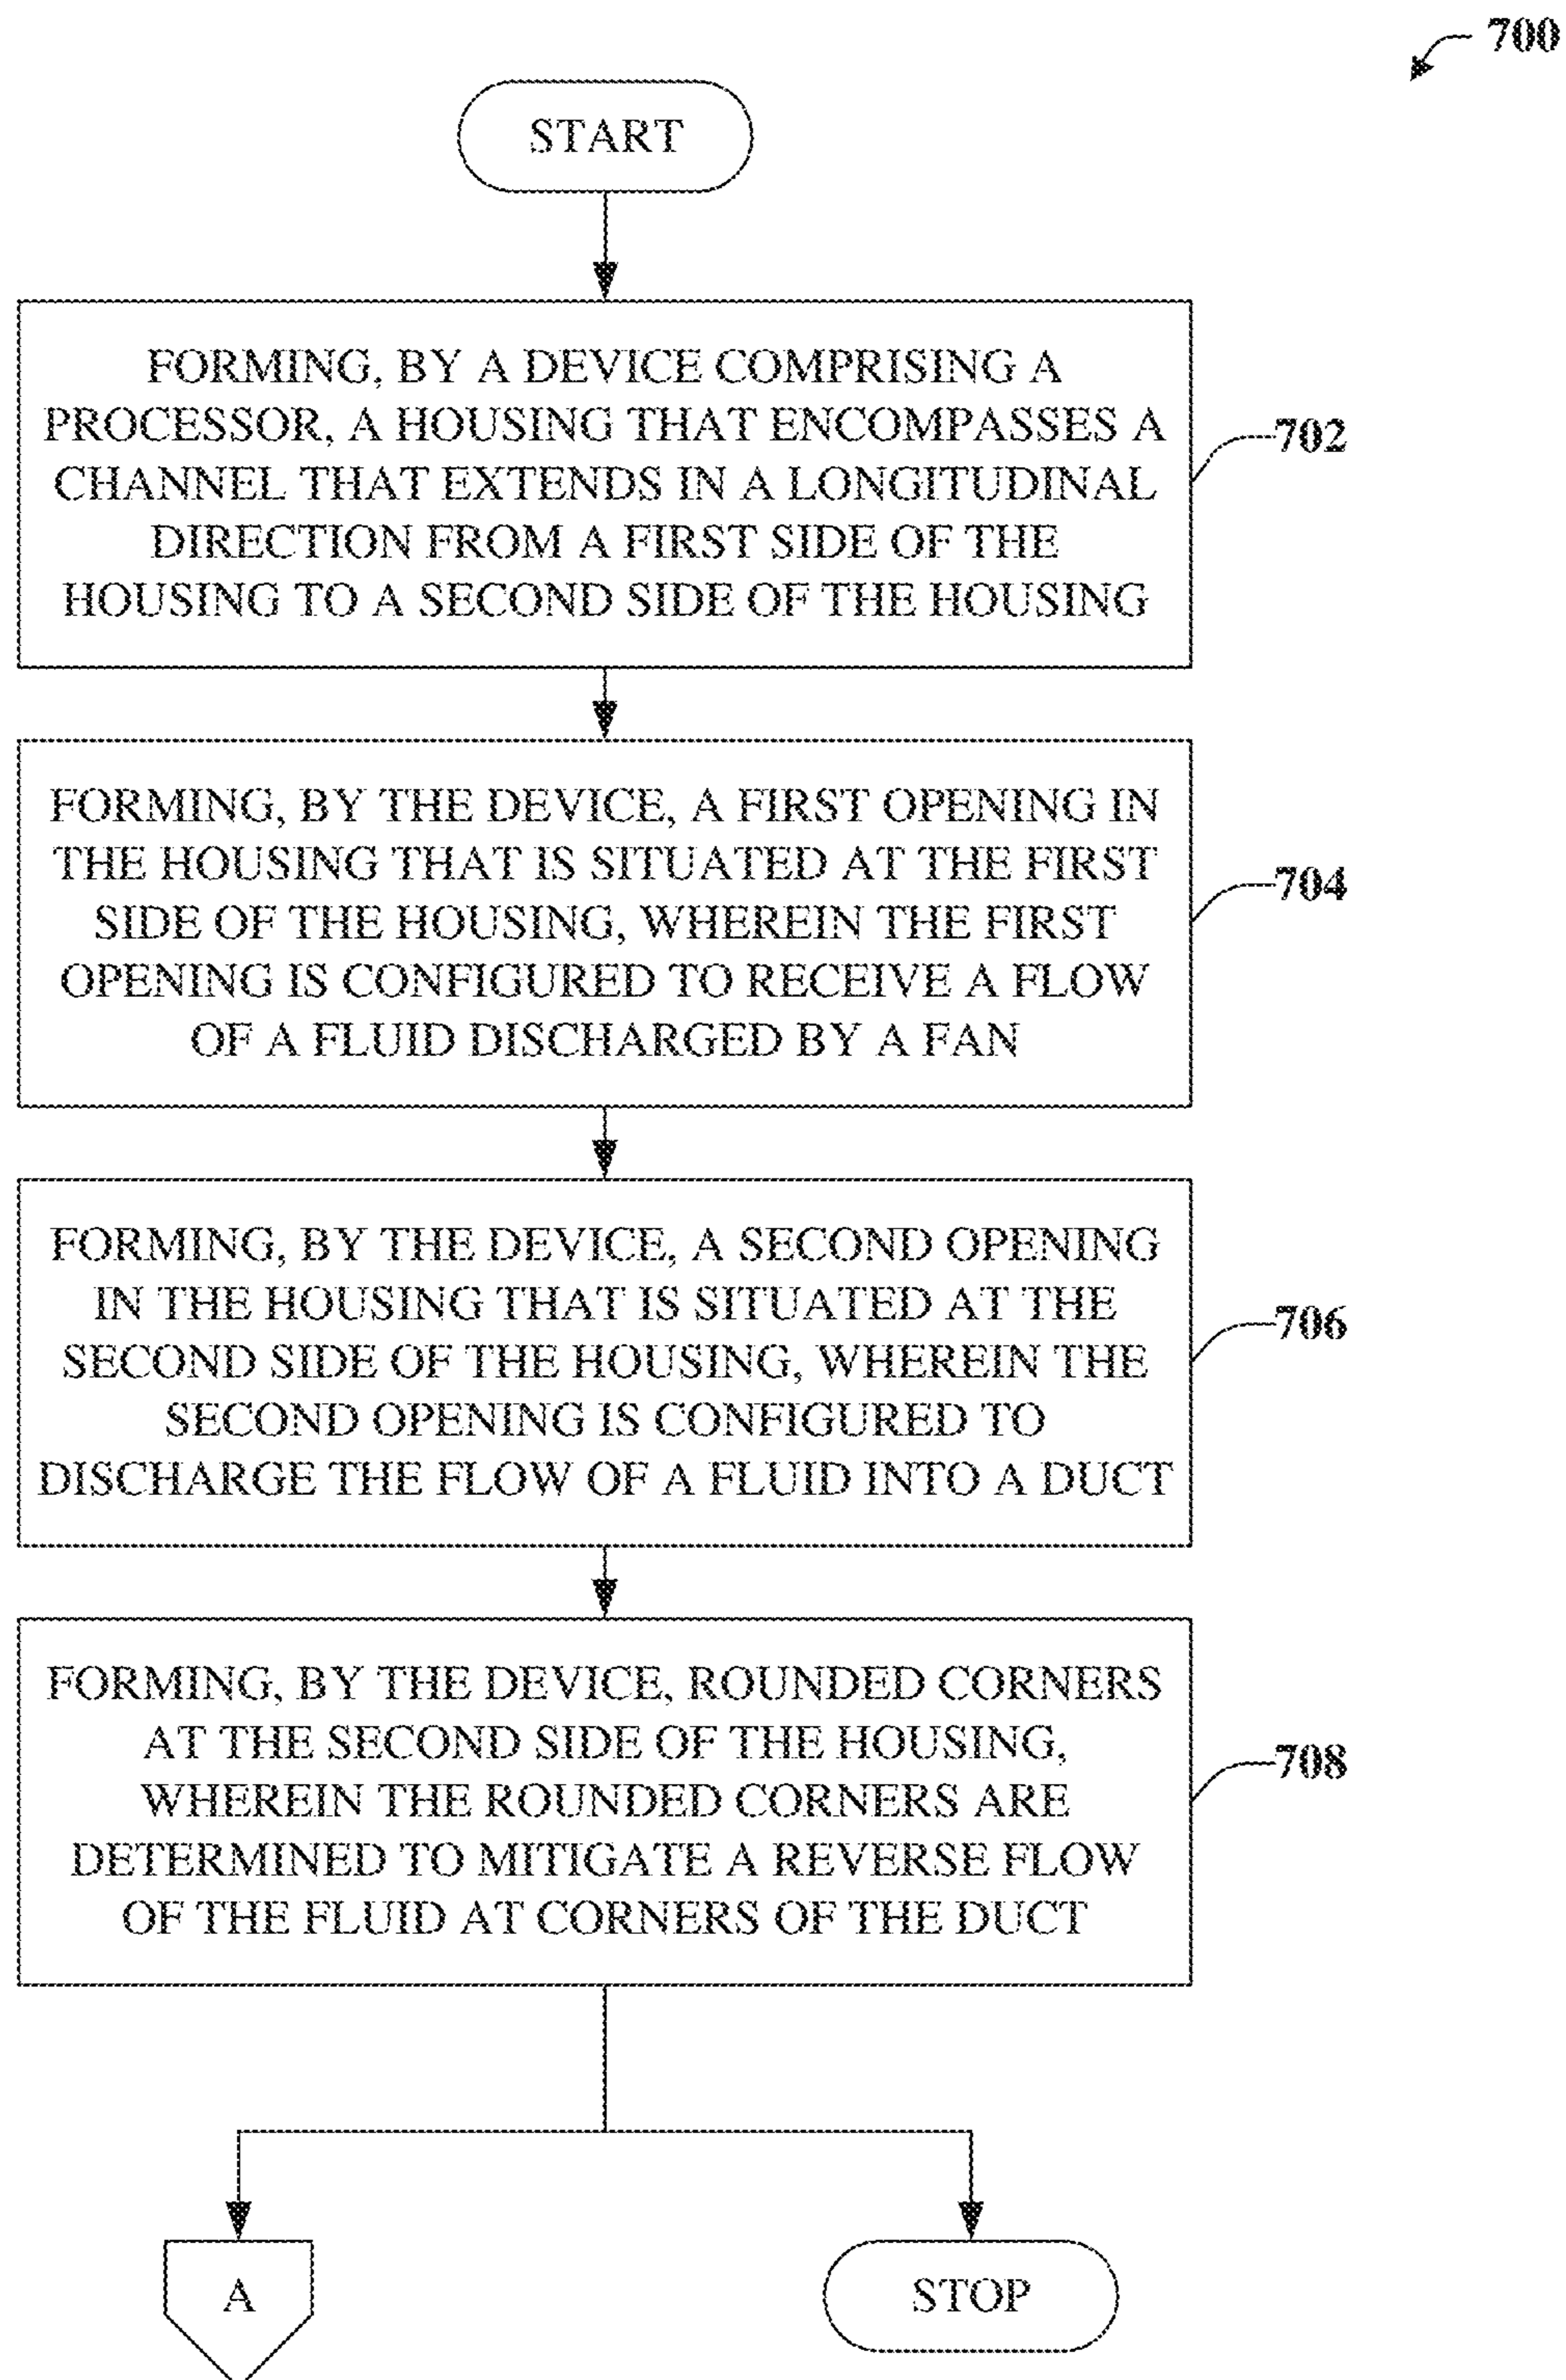 700
START
FORMING, BY A DEVICE COMPRISING A
PROCESSOR, A HOUSING THAT ENCOMPASSES A
CHANNEL THAT EXTENDS IN A LONGITUDINAL
DIRECTION FROM A FIRST SIDE OF THE
HOUSING TO A SECOND SIDE OF THE HOUSING
702
FORMING, BY THE DEVICE, A FIRST OPENING IN
THE HOUSING THAT IS SITUATED AT THE FIRST
SIDE OF THE HOUSING, WHEREIN THE FIRST
OPENING IS CONFIGURED TO RECEIVE A FLOW
OF A FLUID DISCHARGED BY A FAN
704
FORMING, BY THE DEVICE, A SECOND OPENING
IN THE HOUSING THAT IS SITUATED AT THE
SECOND SIDE OF THE HOUSING, WHEREIN THE
SECOND OPENING IS CONFIGURED TO
DISCHARGE THE FLOW OF A FLUID INTO A DUCT
706
FORMING, BY THE DEVICE, ROUNDED CORNERS
AT THE SECOND SIDE OF THE HOUSING,
WHEREIN THE ROUNDED CORNERS ARE
DETERMINED TO MITIGATE A REVERSE FLOW
OF THE FLUID AT CORNERS OF THE DUCT
708
A
STOP